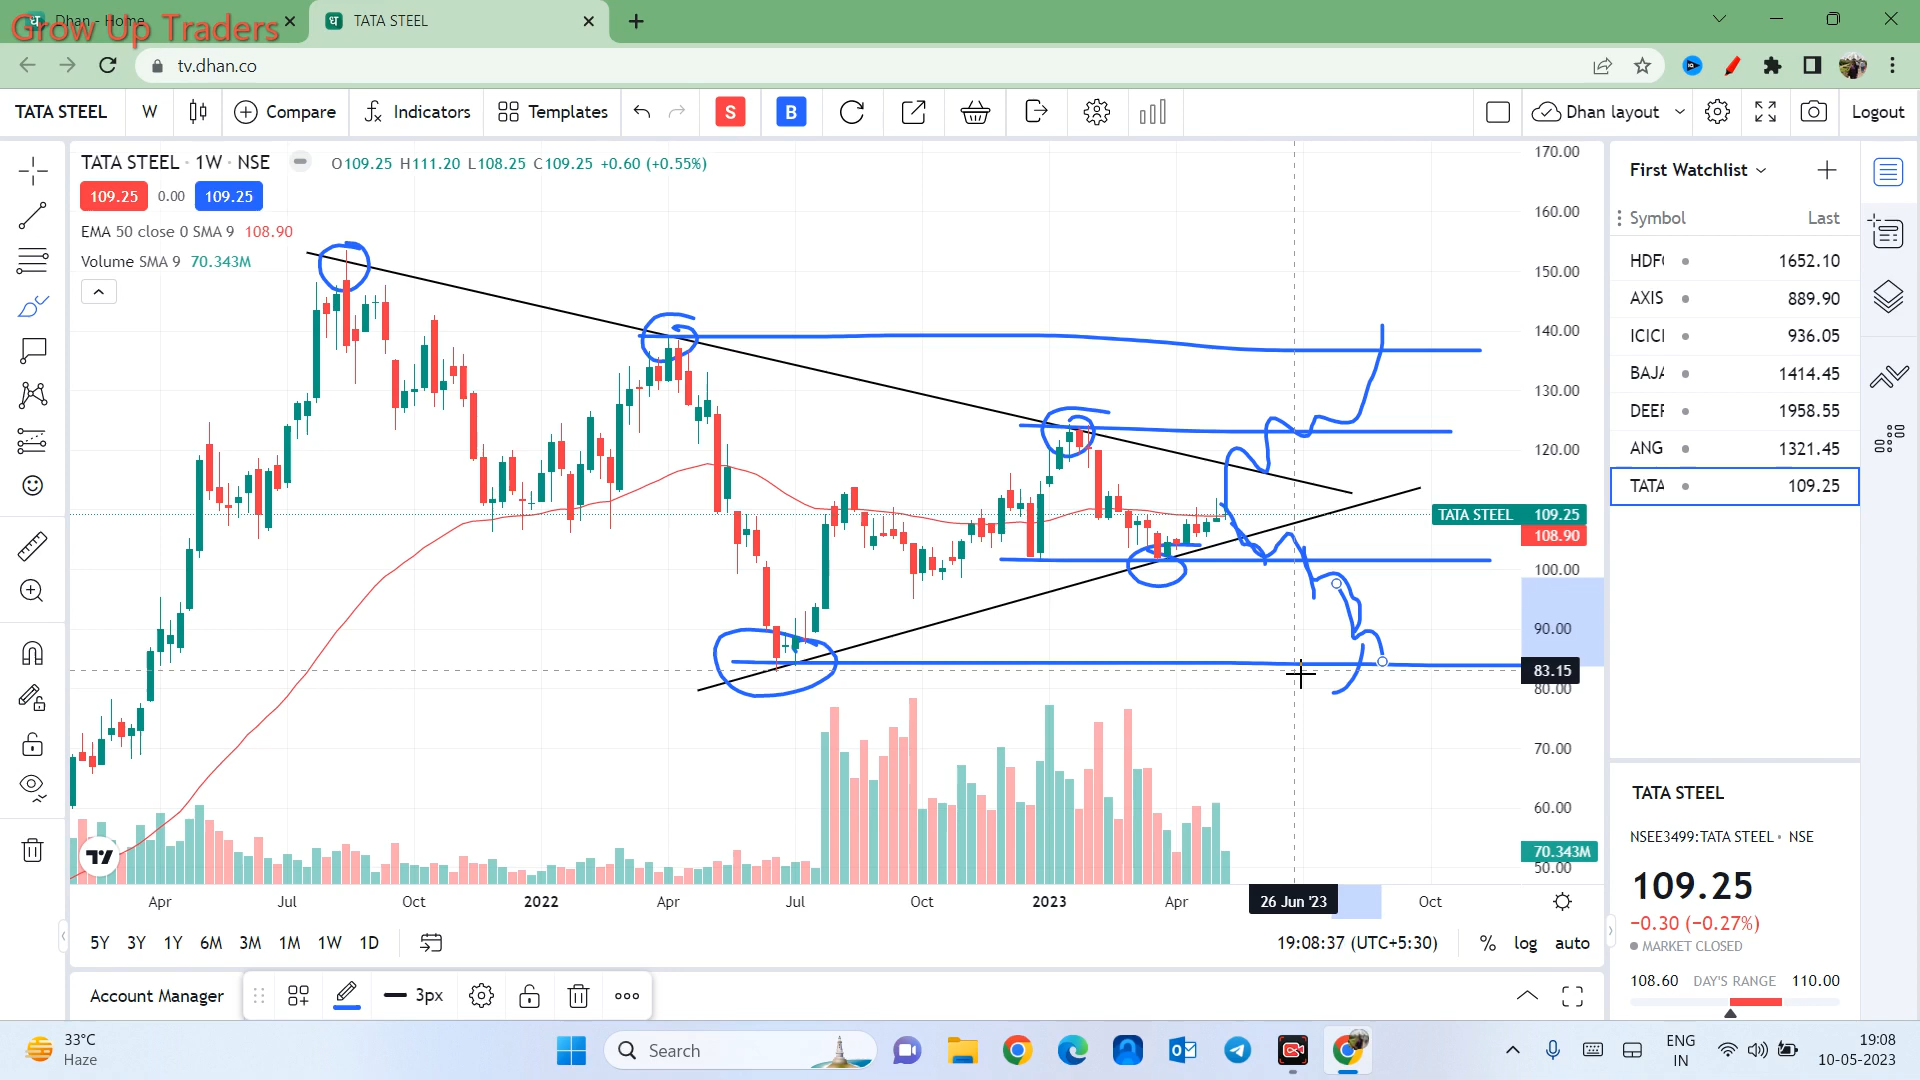 Grow Up Traders
Dhan - Home
TATA STEEL
tv.dhan.co
TATA STEEL
W
Compare
Indicators
Templates
S
B
Dhan layout
Logout
TATA STEEL · 1W · NSE
O109.25 H111.20 L108.25 C109.25 +0.60 (+0.55%)
109.25
0.00
109.25
EMA 50 close 0 SMA 9 108.90
Volume SMA 9 70.343M
170.00
160.00
150.00
140.00
130.00
120.00
TATA STEEL 109.25
108.90
100.00
90.00
83.15
80.00
70.00
60.00
70.343M
50.00
Apr
Jul
Oct
2022
Apr
Jul
Oct
2023
Apr
26 Jun '23
Oct
5Y 3Y 1Y 6M 3M 1M 1W 1D
19:08:37 (UTC+5:30)
%
log
auto
Account Manager
3px
First Watchlist
Symbol
Last
1652.10
AXIS 889.90
ICICI 936.05
BAJA 1414.45
DEEP 1958.55
ANG 1321.45
TATA 109.25
TATA STEEL
NSEE3499:TATA STEEL · NSE
109.25
−0.30 (−0.27%)
MARKET CLOSED
108.60 DAY'S RANGE 110.00
33°C
Haze
Search
ENG
IN
19:08
10-05-2023